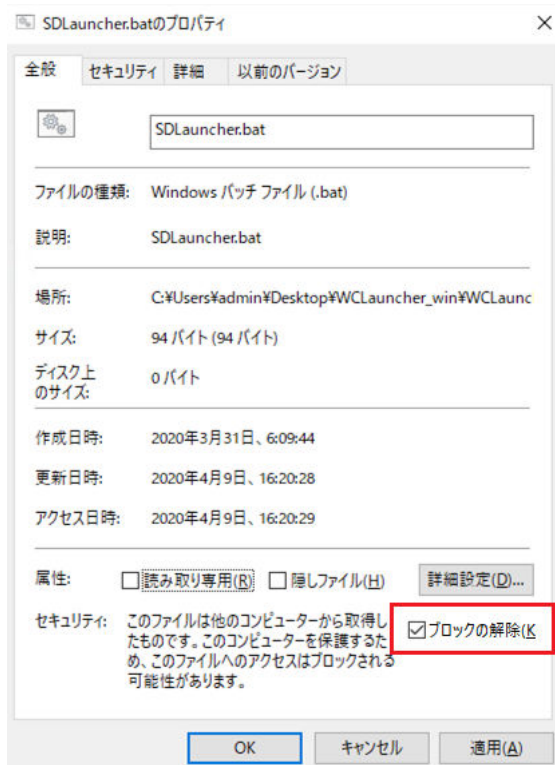 SDLauncher.batのプロパティ
全般 セキュリティ 詳細 以前のバージョン
SDLauncher.bat
ファイルの種類: Windows バッチ ファイル (.bat)
説明: SDLauncher.bat
場所: C:¥Users¥admin¥Desktop¥WCLauncher_win¥WCLaunc
サイズ: 94 バイト (94 バイト)
ディスク上
のサイズ: 0 バイト
作成日時: 2020年3月31日、6:09:44
更新日時: 2020年4月9日、16:20:28
アクセス日時: 2020年4月9日、16:20:29
属性: 読み取り専用(R) 隠しファイル(H) 詳細設定(D)...
セキュリティ: このファイルは他のコンピューターから取得し
たものです。このコンピューターを保護するた
め、このファイルへのアクセスはブロックされる
可能性があります。
ブロックの解除(K
OK キャンセル 適用(A)